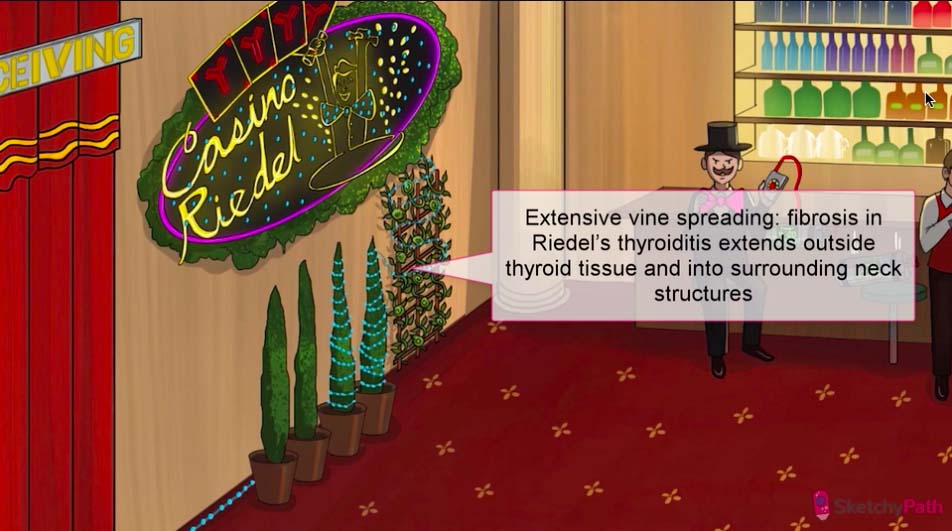 CEIVING
YYYY
Casino
Riedel
Extensive vine spreading: fibrosis in
Riedel's thyroiditis extends outside
thyroid tissue and into surrounding neck
structures
SketchyPath